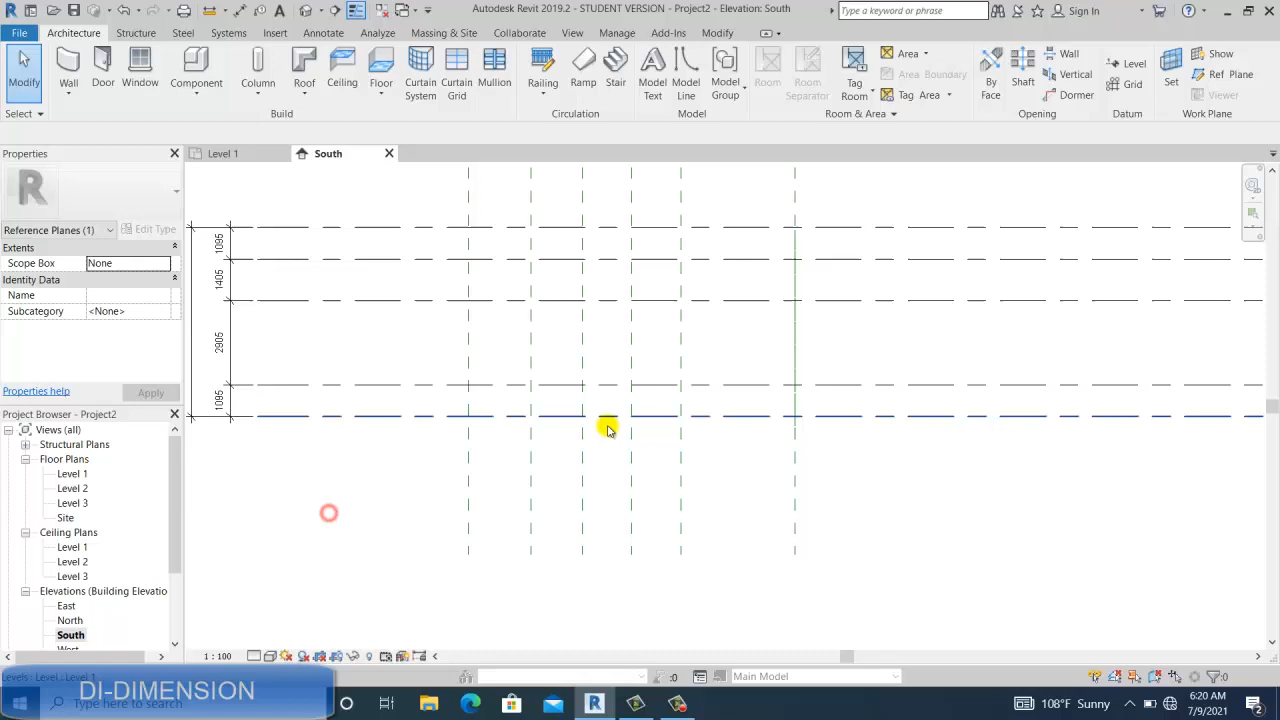 Autodesk Revit 2019.2 - STUDENT VERSION - Project2 - Elevation: South
Type a keyword or phrase
Sign In
File Architecture Structure Steel Systems Insert Annotate Analyze Massing & Site Collaborate View Manage Add-Ins Modify
Modify
Wall
Door
Window
Component
Column
Roof
Ceiling
Floor
Curtain System
Curtain Grid
Mullion
Railing
Ramp
Stair
Model Text
Model Line
Model Group
Room
Room Separator
Tag Room
Area
Area Boundary
Tag Area
By Face
Shaft
Wall
Vertical
Dormer
Level
Grid
Set
Show
Ref Plane
Viewer
Select
Build
Circulation
Model
Room & Area
Opening
Datum
Work Plane
Properties
Level 1
South
R
Reference Planes (1)
Edit Type
Extents
Scope Box None
Identity Data
Name
Subcategory <None>
Properties help
Apply
1095
1405
2905
1095
Project Browser - Project2
Views (all)
Structural Plans
Floor Plans
Level 1
Level 2
Level 3
Site
Ceiling Plans
Level 1
Level 2
Level 3
Elevations (Building Elevatio
East
North
South
West
1 : 100
Levels : Level : Level 1
:0
Main Model
:0
DI-DIMENSION
Type here to search
108°F Sunny
6:20 AM
7/9/2021
2